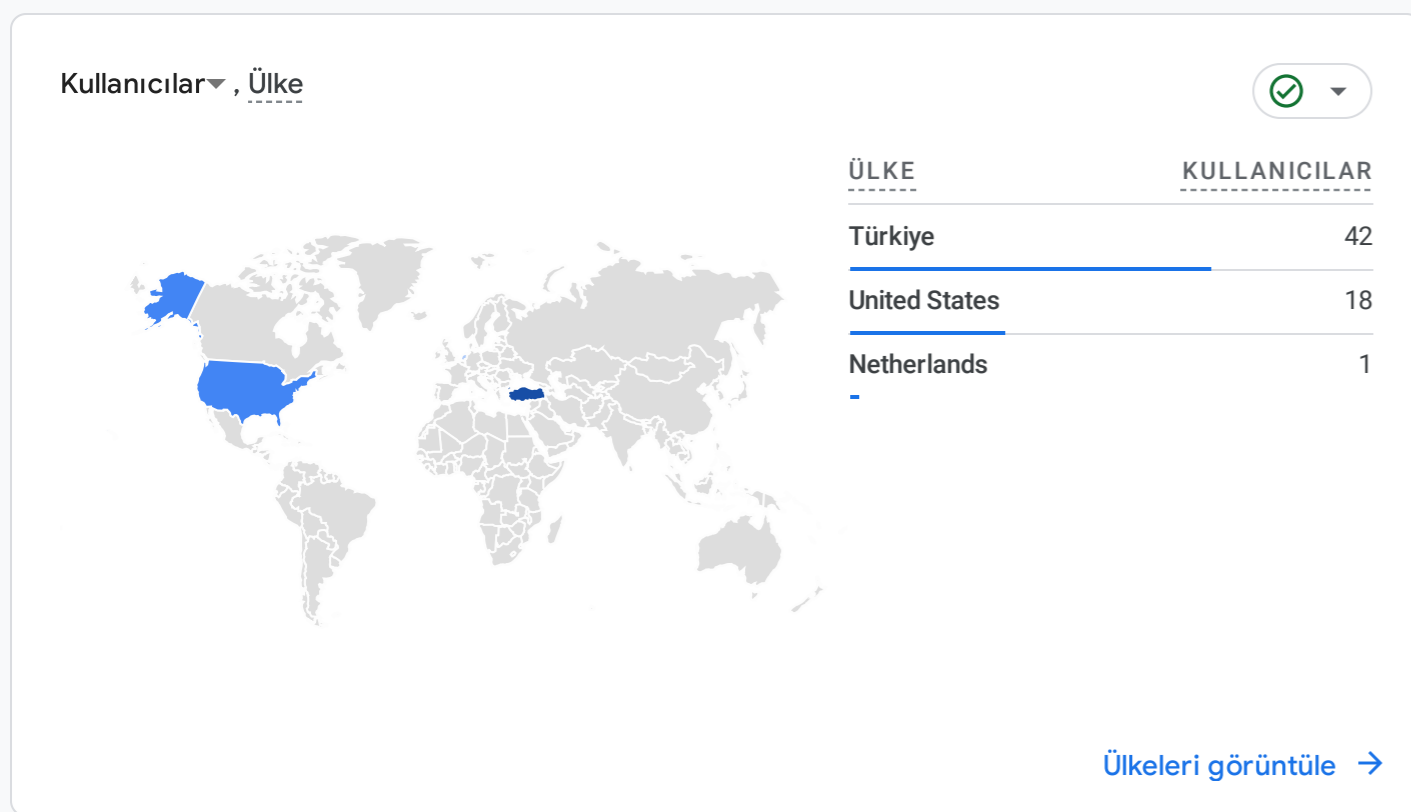 Kullanıcılar , Ülke
ÜLKE KULLANICILAR
Türkiye 42
United States 18
Netherlands 1
Ülkeleri görüntüle